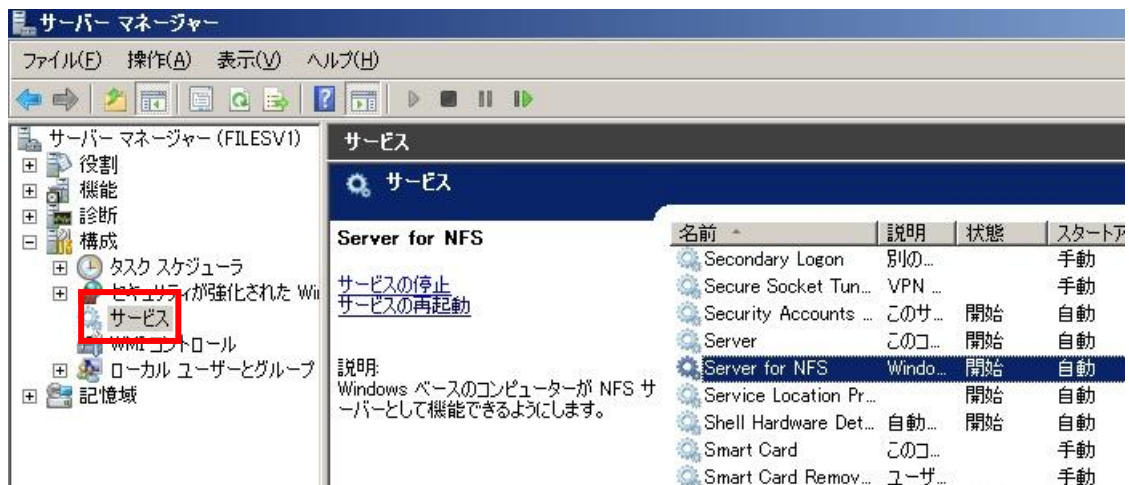 サーバー マネージャー
ファイル(F) 操作(A) 表示(V) ヘルプ(H)
サーバー マネージャー (FILESV1)
役割
機能
診断
構成
タスク スケジューラ
セキュリティが強化された Wi
サービス
WMI コントロール
ローカル ユーザーとグループ
記憶域
サービス
サービス
Server for NFS
サービスの停止
サービスの再起動
説明:
Windows ベースのコンピューターが NFS サ
ーバーとして機能できるようにします。
名前 説明 状態 スタートア
Secondary Logon 別の... 手動
Secure Socket Tun... VPN ... 手動
Security Accounts ... このサ... 開始 自動
Server このコ... 開始 自動
Server for NFS Windo... 開始 自動
Service Location Pr... 開始 自動
Shell Hardware Det... 自動... 開始 自動
Smart Card このコ... 手動
Smart Card Remov... ユーザ... 手動